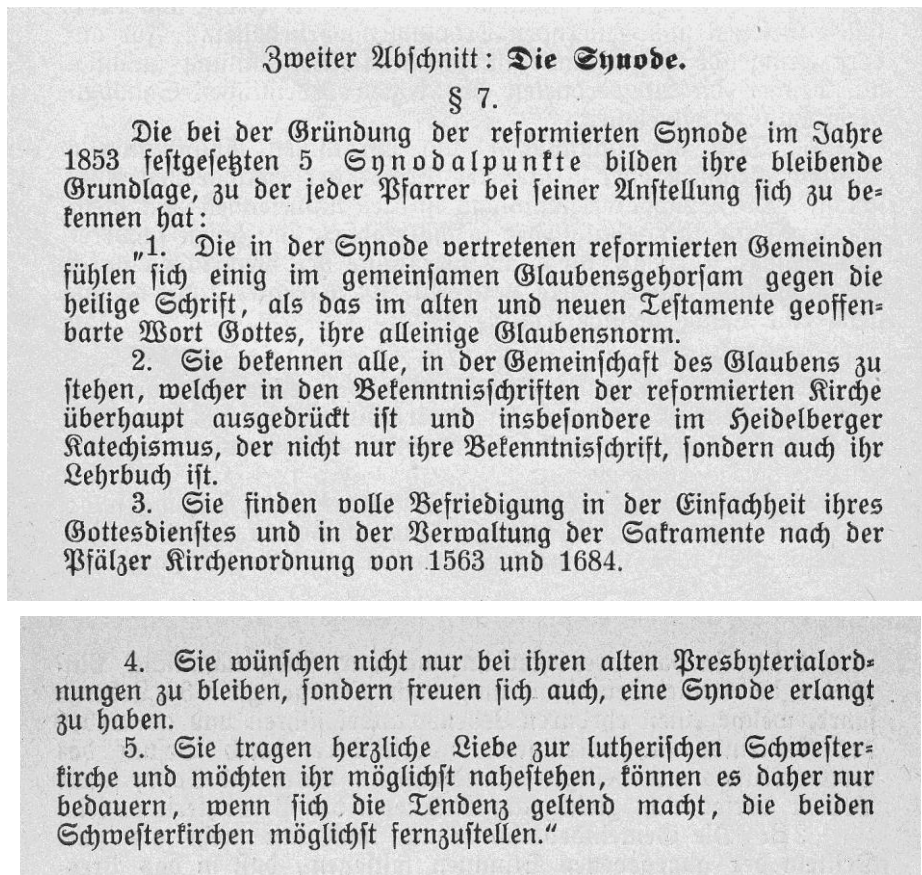 Zweiter Abschnitt: Die Synode.
§ 7.
Die bei der Gründung der reformierten Synode im Jahre
1853 festgesetzten 5 Synodalpunkte bilden ihre bleibende
Grundlage, zu der jeder Pfarrer bei seiner Anstellung sich zu be-
kennen hat:
„1. Die in der Synode vertretenen reformierten Gemeinden
fühlen sich einig im gemeinsamen Glaubensgehorsam gegen die
heilige Schrift, als das im alten und neuen Testamente geoffen-
barte Wort Gottes, ihre alleinige Glaubensnorm.
2. Sie bekennen alle, in der Gemeinschaft des Glaubens zu
stehen, welcher in den Bekenntnisschriften der reformierten Kirche
überhaupt ausgedrückt ist und insbesondere im Heidelberger
Katechismus, der nicht nur ihre Bekenntnisschrift, sondern auch ihr
Lehrbuch ist.
3. Sie finden volle Befriedigung in der Einfachheit ihres
Gottesdienstes und in der Verwaltung der Sakramente nach der
Pfälzer Kirchenordnung von 1563 und 1684.
4. Sie wünschen nicht nur bei ihren alten Presbyterialord-
nungen zu bleiben, sondern freuen sich auch, eine Synode erlangt
zu haben.
5. Sie tragen herzliche Liebe zur lutherischen Schwester-
kirche und möchten ihr möglichst nahestehen, können es daher nur
bedauern, wenn sich die Tendenz geltend macht, die beiden
Schwesterkirchen möglichst fernzustellen.“